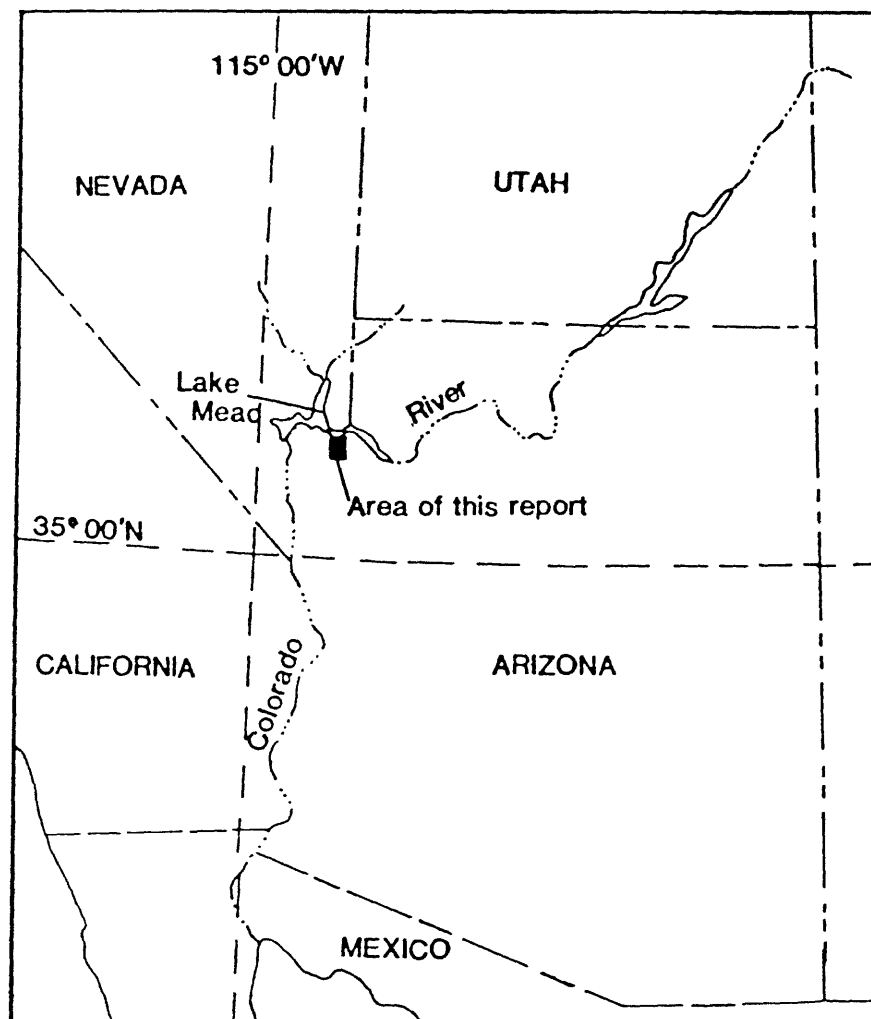 115° 00'W
NEVADA
UTAH
Lake
Mead
River
Area of this report
35° 00'N
CALIFORNIA
Colorado
ARIZONA
MEXICO